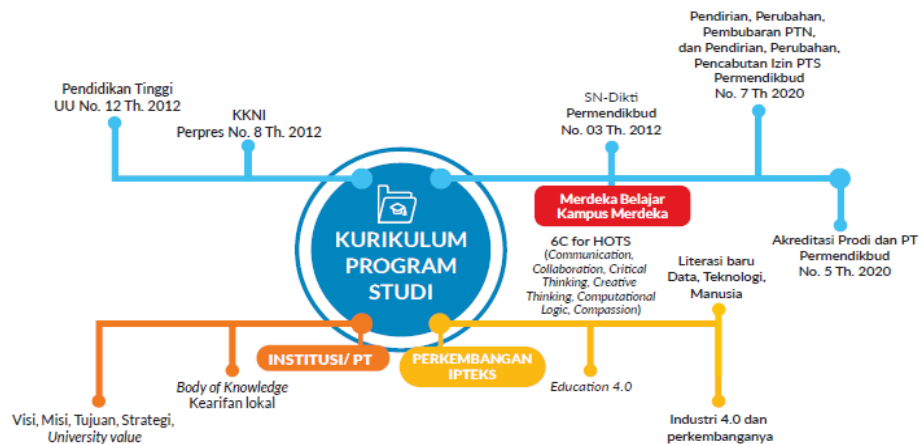 Pendidikan Tinggi
UU No. 12 Th. 2012
KKNI
Perpres No. 8 Th. 2012
SN-Dikti
Permendikbud
No. 03 Th. 2012
Pendirian, Perubahan,
Pembubaran PTN,
dan Pendirian, Perubahan,
Pencabutan Izin PTS
Permendikbud
No. 7 Th 2020
Merdeka Belajar
Kampus Merdeka
Akreditasi Prodi dan PT
Permendikbud
No. 5 Th. 2020
KURIKULUM
PROGRAM
STUDI
6C for HOTS
(Communication,
Collaboration, Critical
Thinking, Creative
Thinking, Computational
Logic, Compassion)
Literasi baru
Data, Teknologi,
Manusia
INSTITUSI/ PT
PERKEMBANGAN
IPTEKS
Body of Knowledge
Kearifan lokal
Education 4.0
Visi, Misi, Tujuan, Strategi,
University value
Industri 4.0 dan
perkembanganya